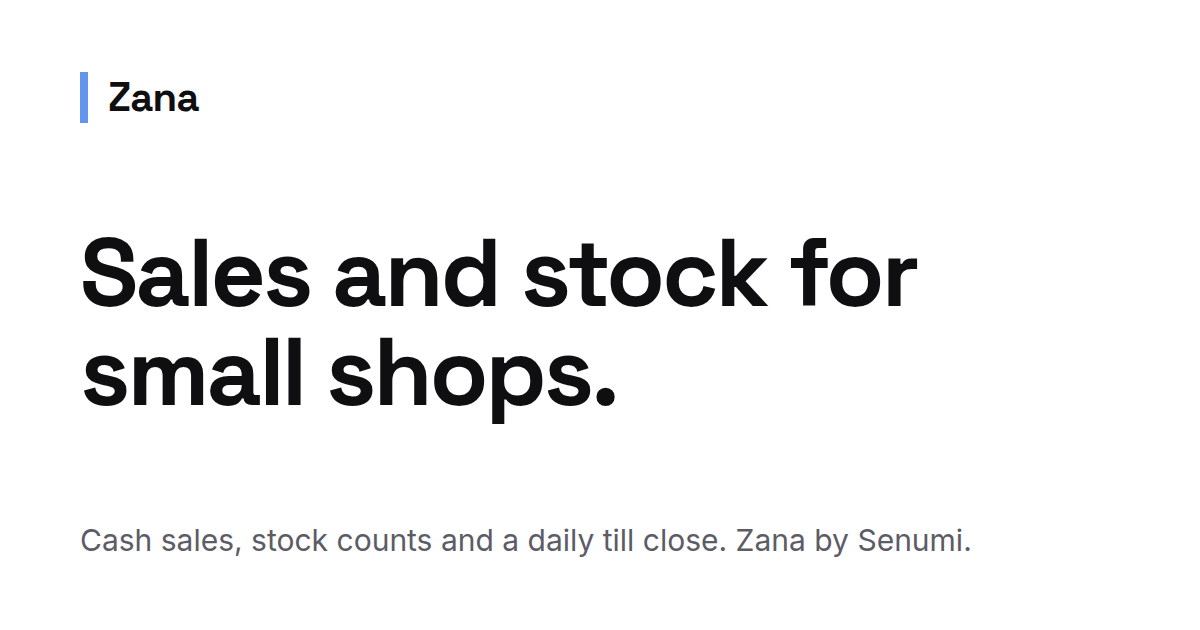 Zana
Sales and stock for
small shops.
Cash sales, stock counts and a daily till close. Zana by Senumi.